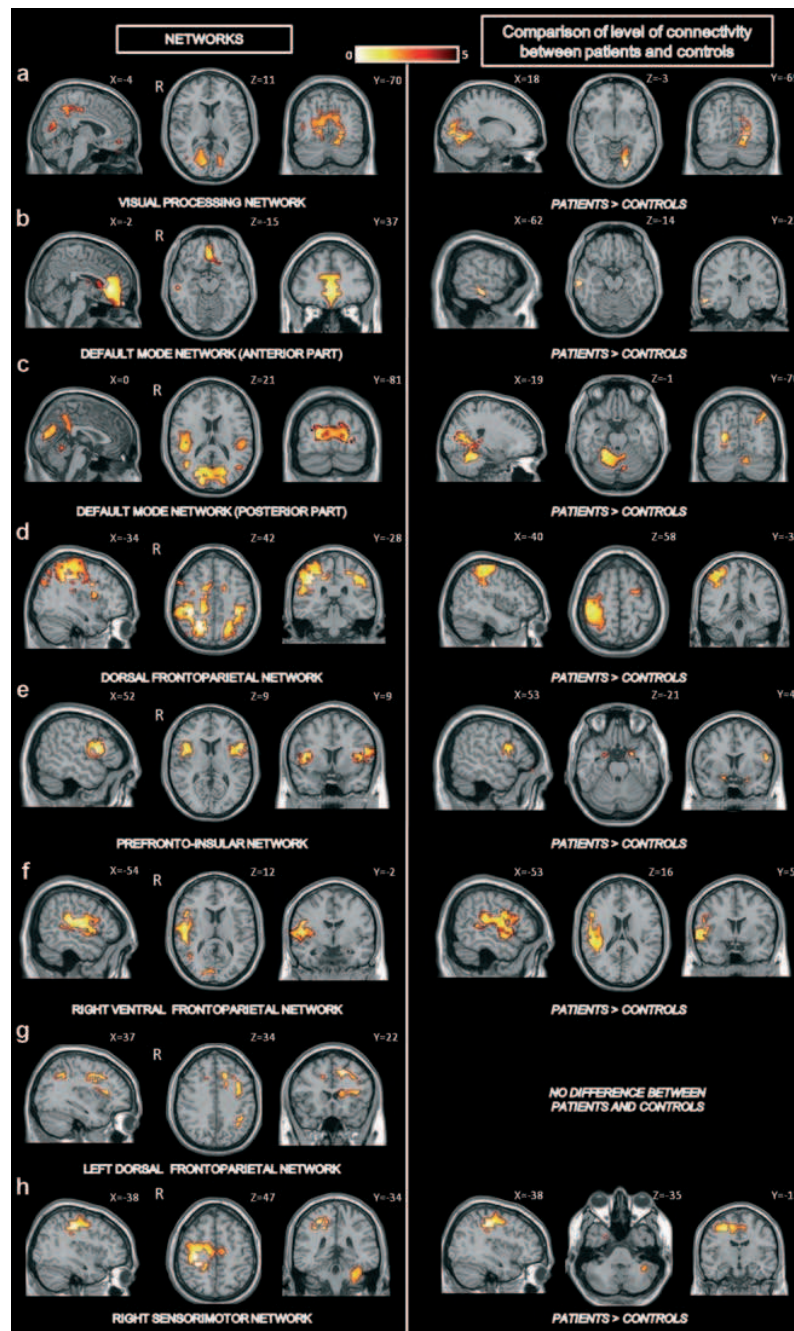 NETWORKS
Comparison of level of connectivity
between patients and controls
0 5
a
X=-4 R Z=11 Y=-70
X=18 Z=-3
VISUAL PROCESSING NETWORK
PATIENTS > CONTROLS
b
X=-2 R Z=-15 Y=37
X=-62 Z=-14
DEFAULT MODE NETWORK (ANTERIOR PART)
PATIENTS > CONTROLS
c
X=0 R Z=21 Y=-81
X=-19 Z=-1
DEFAULT MODE NETWORK (POSTERIOR PART)
PATIENTS > CONTROLS
d
X=-34 R Z=42 Y=-28
X=-40 Z=58
DORSAL FRONTOPARIETAL NETWORK
PATIENTS > CONTROLS
e
X=52 R Z=9 Y=9
X=53 Z=-21
PREFRONTO-INSULAR NETWORK
PATIENTS > CONTROLS
f
X=-54 R Z=12 Y=-2
X=-53 Z=16
RIGHT VENTRAL FRONTOPARIETAL NETWORK
PATIENTS > CONTROLS
g
X=37 R Z=34 Y=22
NO DIFFERENCE BETWEEN
PATIENTS AND CONTROLS
LEFT DORSAL FRONTOPARIETAL NETWORK
h
X=-38 R Z=47 Y=-34
X=-38 Z=-35
RIGHT SENSORIMOTOR NETWORK
PATIENTS > CONTROLS